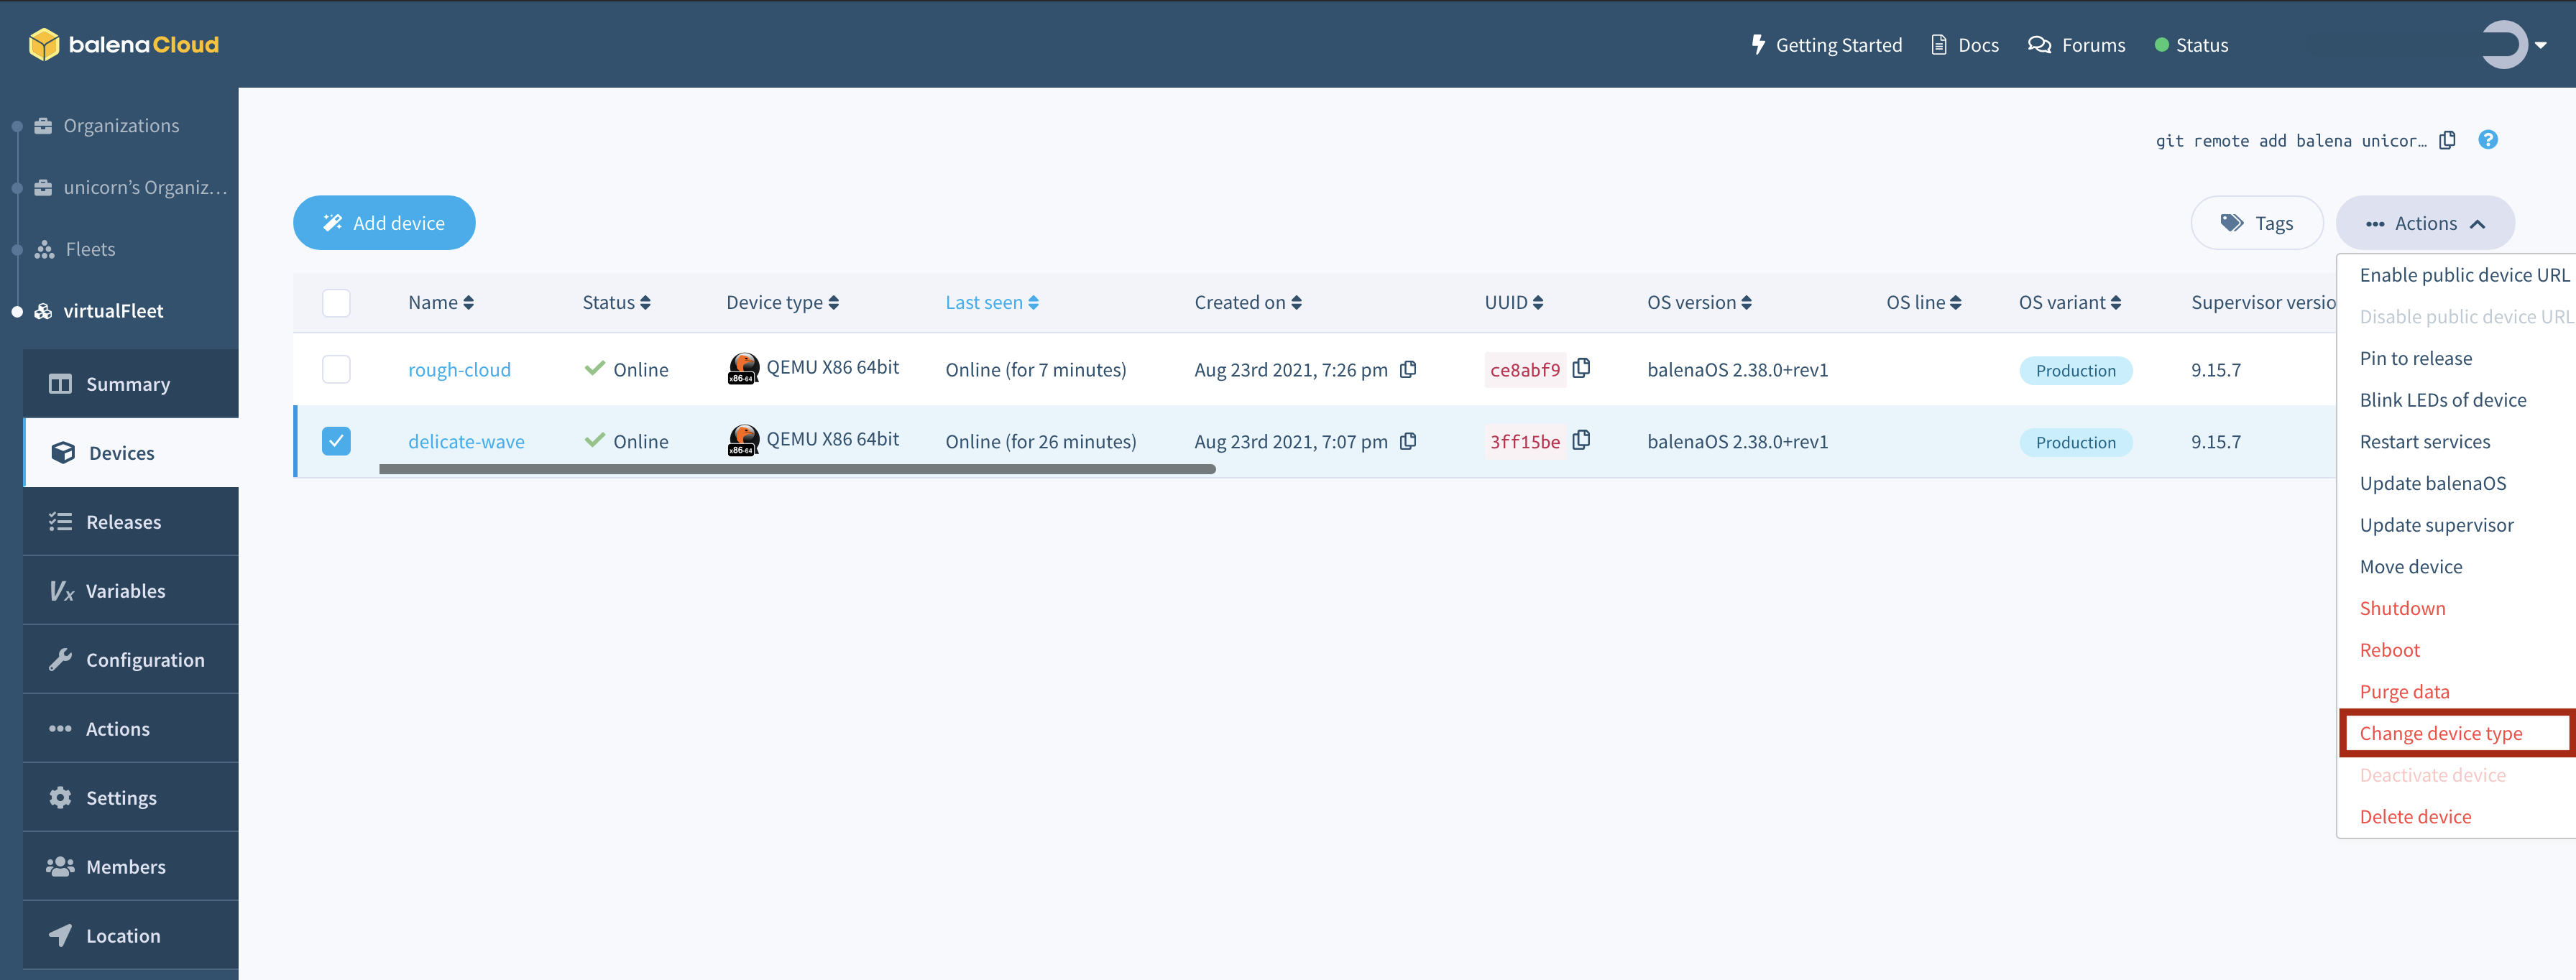 balenaCloud
Getting Started
Docs
Forums
Status
Organizations
unicorn's Organiz...
Fleets
virtualFleet
Summary
Devices
Releases
Variables
Configuration
Actions
Settings
Members
Location
git remote add balena unicor…
Add device
Tags
Actions
Name Status Device type Last seen Created on UUID OS version OS line OS variant Supervisor versio
rough-cloud Online x86-64 QEMU X86 64bit Online (for 7 minutes) Aug 23rd 2021, 7:26 pm ce8abf9 balenaOS 2.38.0+rev1 Production 9.15.7
delicate-wave Online x86-64 QEMU X86 64bit Online (for 26 minutes) Aug 23rd 2021, 7:07 pm 3ff15be balenaOS 2.38.0+rev1 Production 9.15.7
Enable public device URL
Disable public device URL
Pin to release
Blink LEDs of device
Restart services
Update balenaOS
Update supervisor
Move device
Shutdown
Reboot
Purge data
Change device type
Deactivate device
Delete device